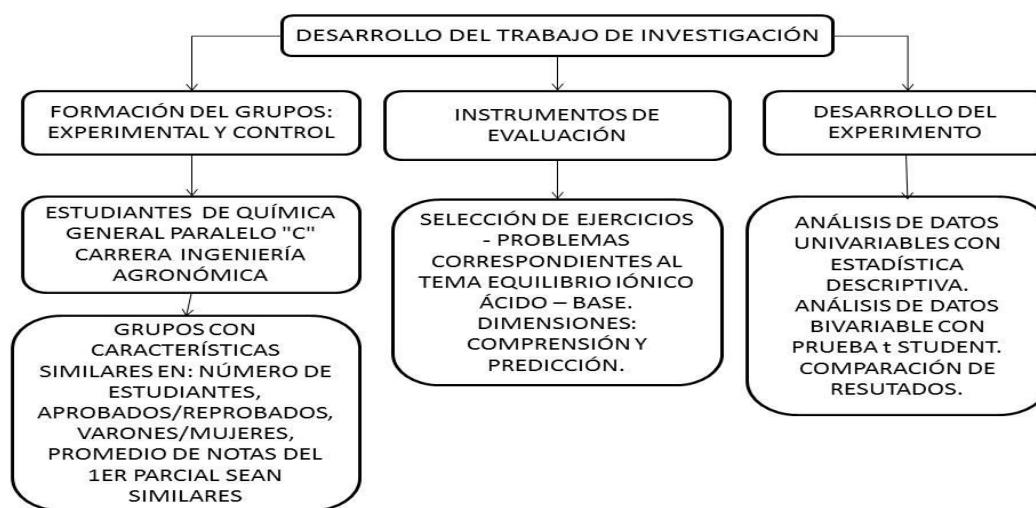 DESARROLLO DEL TRABAJO DE INVESTIGACIÓN
FORMACIÓN DEL GRUPOS:
EXPERIMENTAL Y CONTROL
ESTUDIANTES DE QUÍMICA
GENERAL PARALELO "C"
CARRERA INGENIERÍA
AGRONÓMICA
GRUPOS CON
CARACTERÍSTICAS
SIMILARES EN: NÚMERO DE
ESTUDIANTES,
APROBADOS/REPROBADOS,
VARONES/MUJERES,
PROMEDIO DE NOTAS DEL
1ER PARCIAL SEAN
SIMILARES
INSTRUMENTOS DE
EVALUACIÓN
SELECCIÓN DE EJERCICIOS
- PROBLEMAS
CORRESPONDIENTES AL
TEMA EQUILIBRIO IÓNICO
ÁCIDO – BASE.
DIMENSIONES:
COMPRENSIÓN Y
PREDICCIÓN.
DESARROLLO DEL
EXPERIMENTO
ANÁLISIS DE DATOS
UNIVARIABLES CON
ESTADÍSTICA
DESCRIPTIVA.
ANÁLISIS DE DATOS
BIVARIABLE CON
PRUEBA t STUDENT.
COMPARACIÓN DE
RESUTADOS.